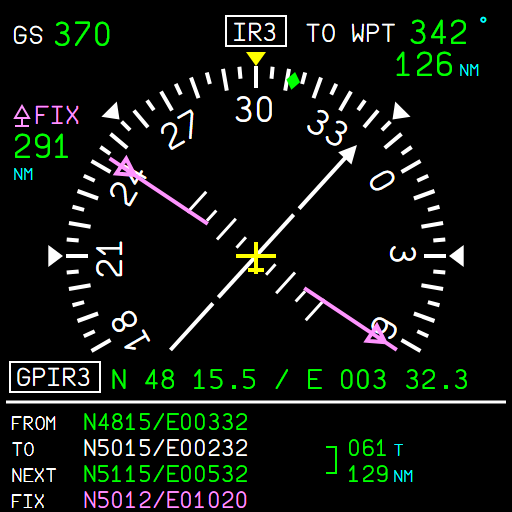 GS 370 IR3 TO WPT 342°
126 NM
FIX
291
NM
18 21 24 27 30 33 0 3 6
GPIR3 N 48 15.5 / E 003 32.3
FROM N4815/E00332
TO N5015/E00232 061 T
NEXT N5115/E00532 129 NM
FIX N5012/E01020